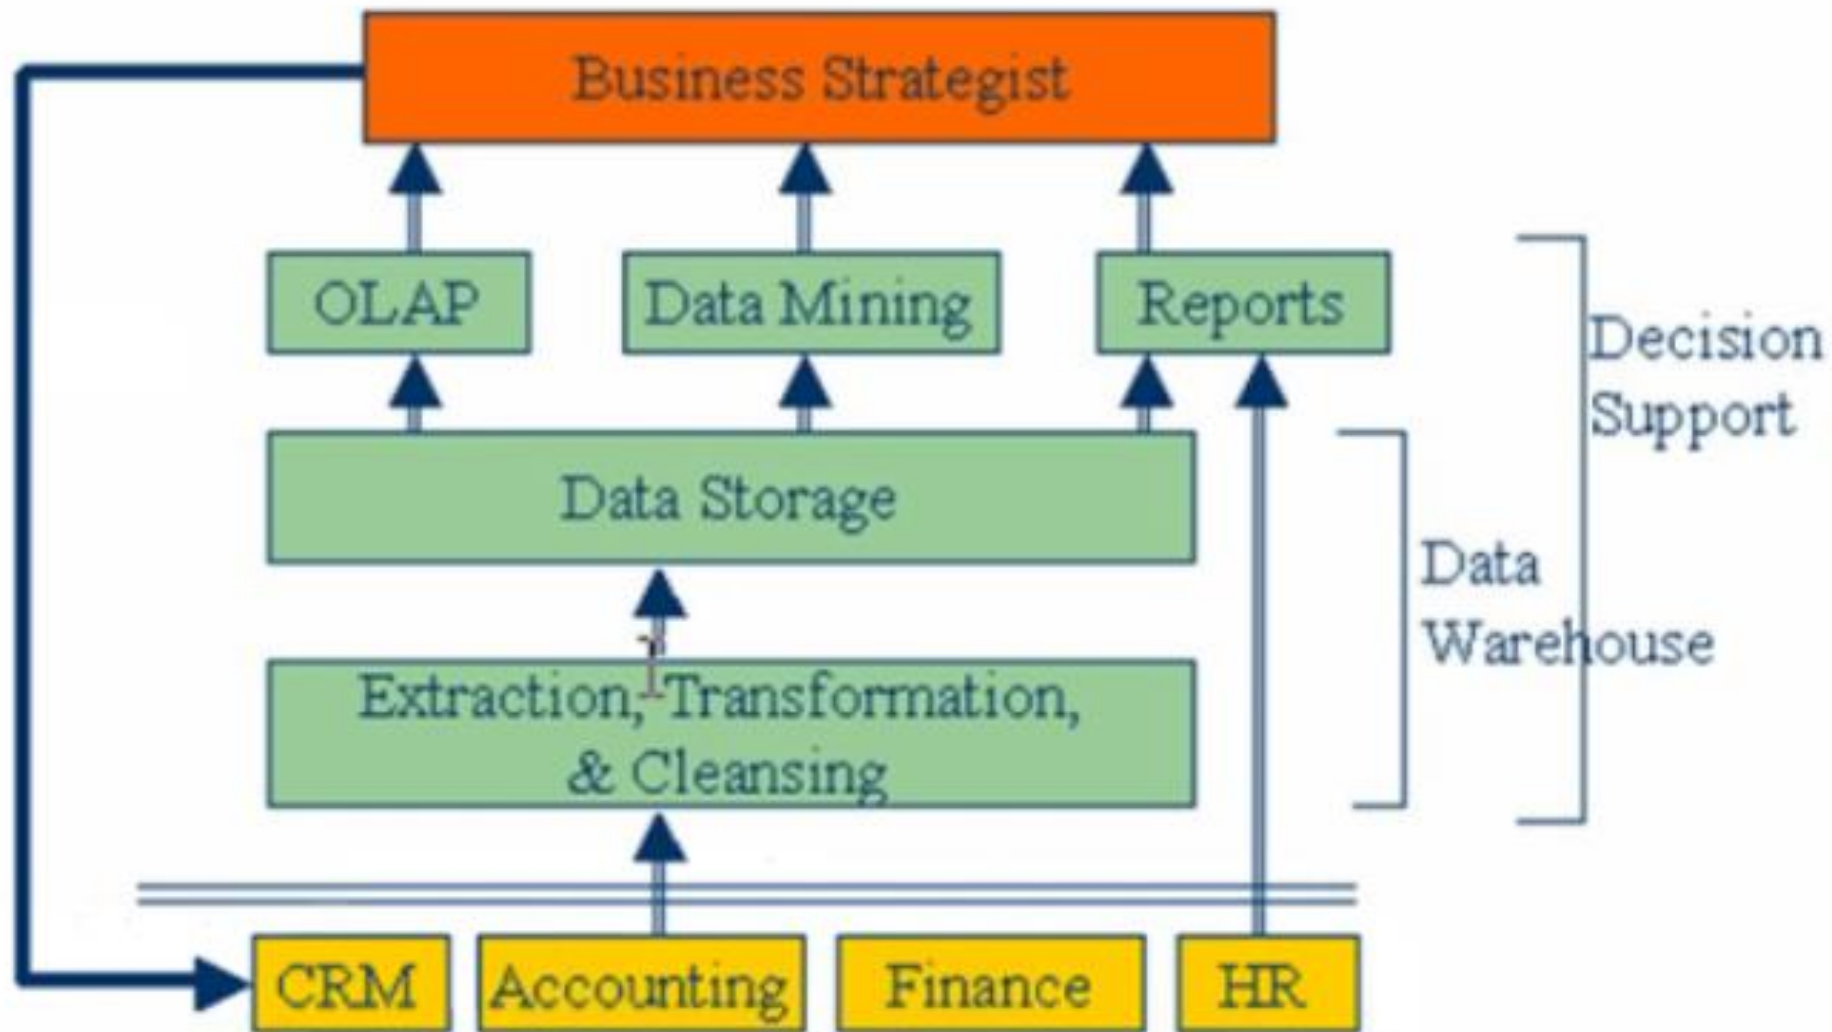 Business Strategist
OLAP
Data Mining
Reports
Decision
Support
Data Storage
Data
Warehouse
Extraction, Transformation,
& Cleansing
CRM
Accounting
Finance
HR